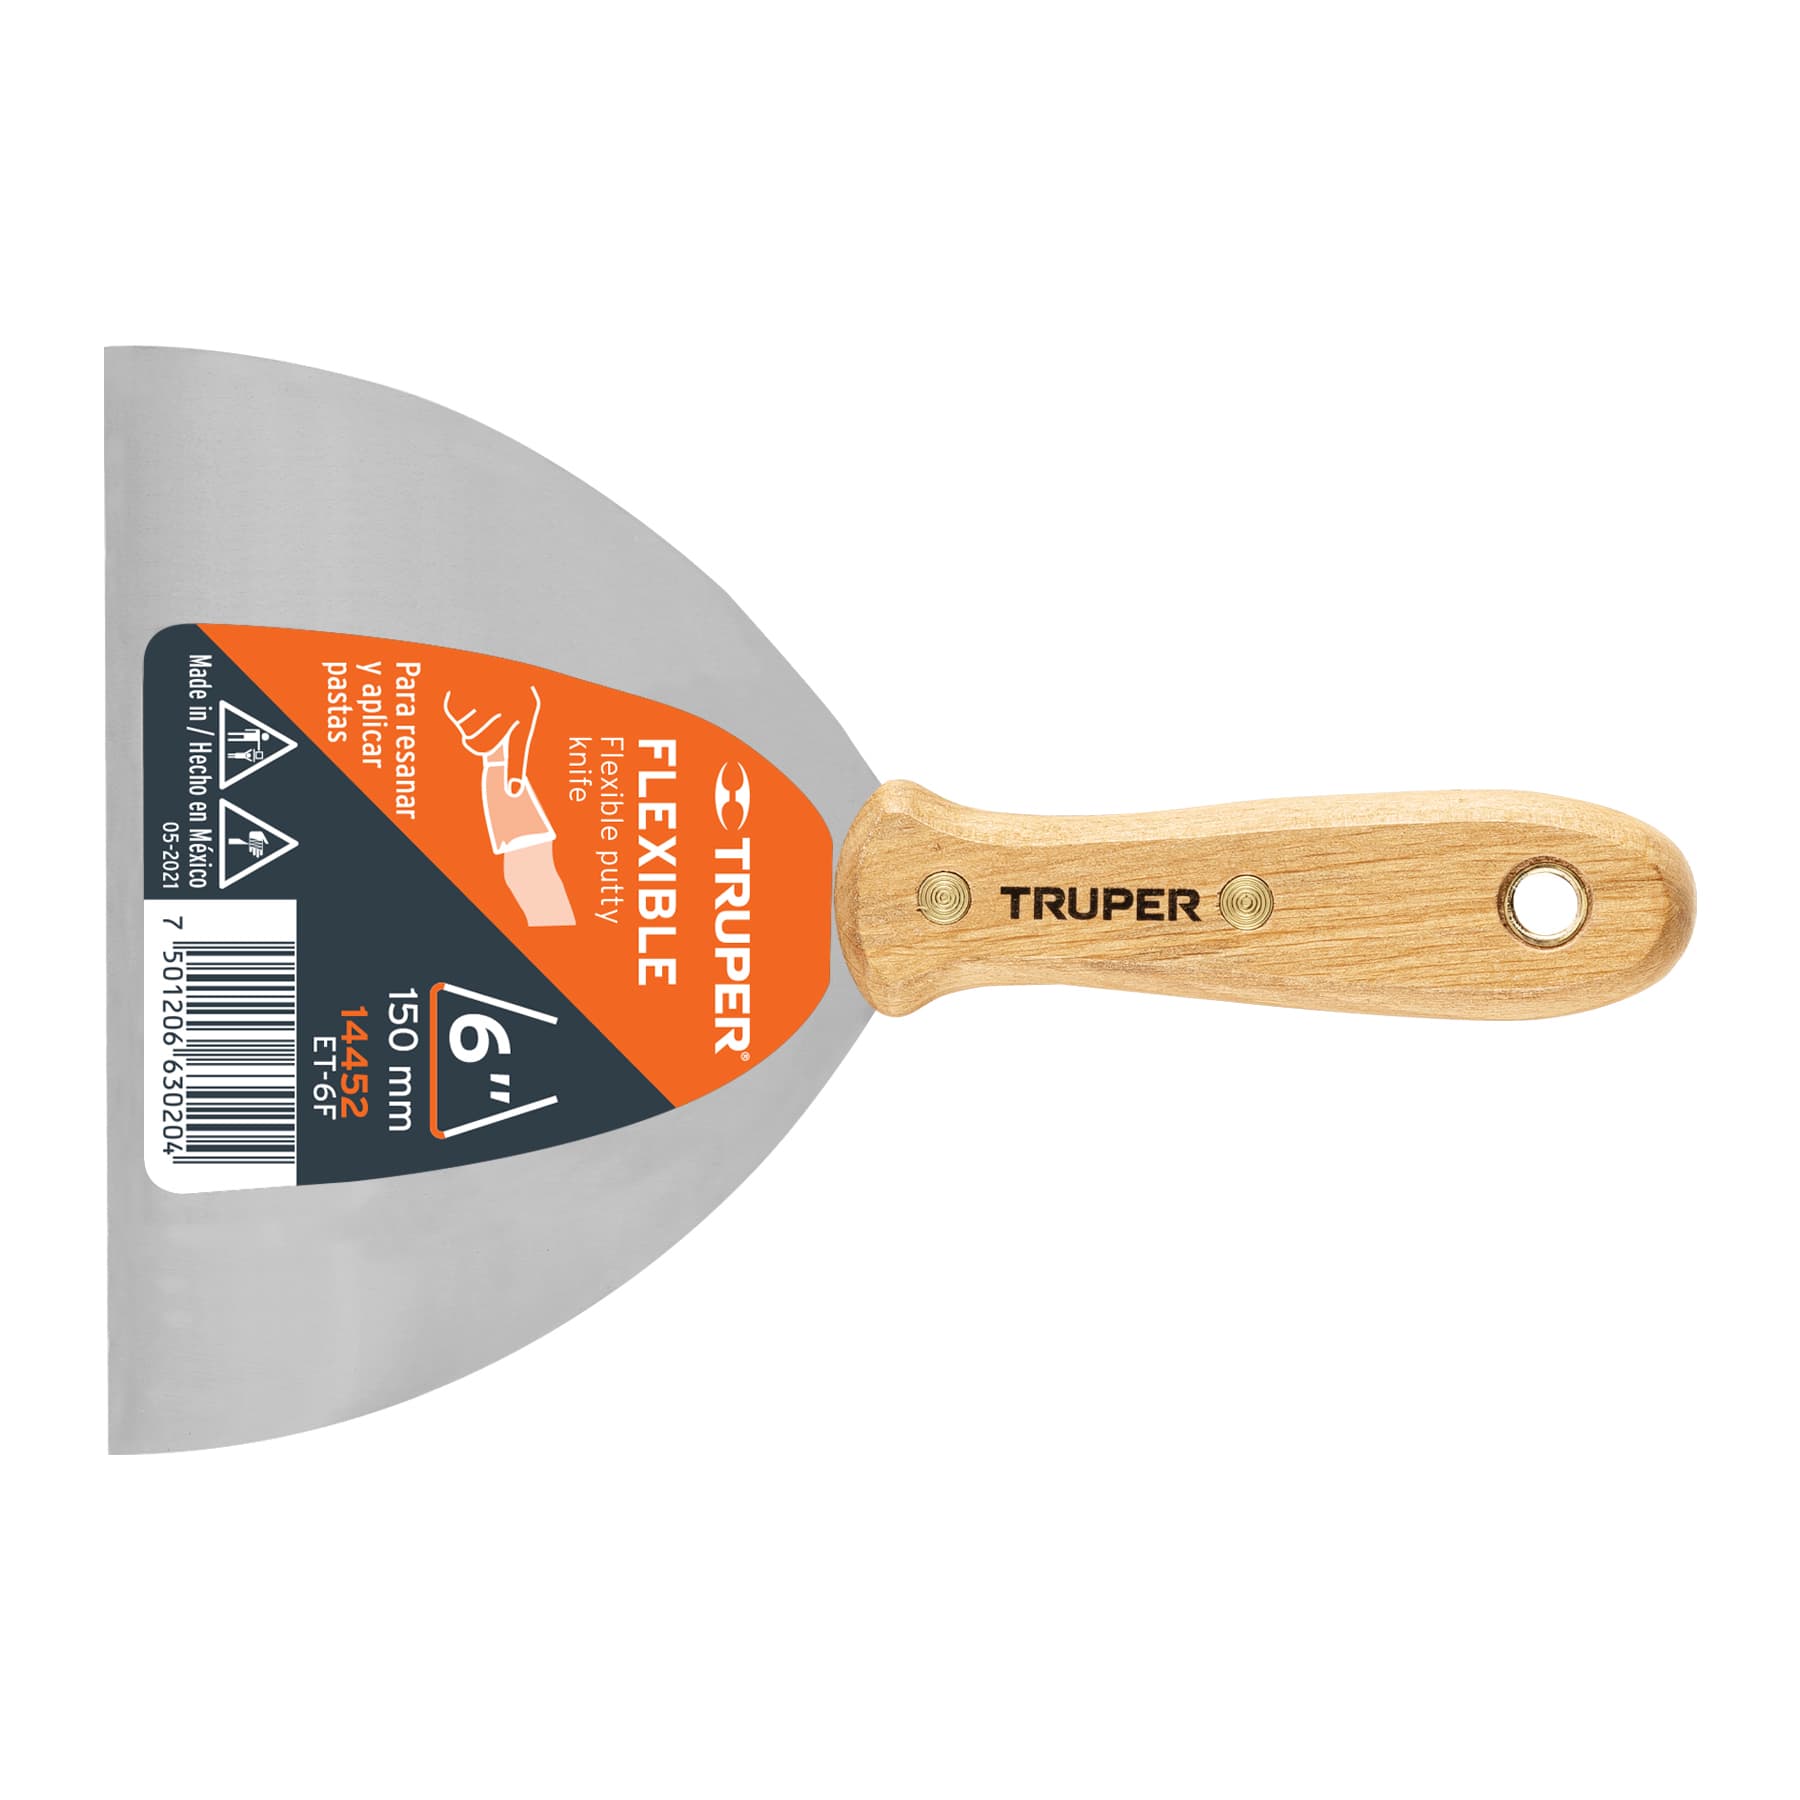 TRUPER®
FLEXIBLE
Flexible putty
knife
Para resanar
y aplicar
pastas
6"
150 mm
14452
ET-6F
Made in / Hecho en México
05-2021
7 501206 630204
TRUPER